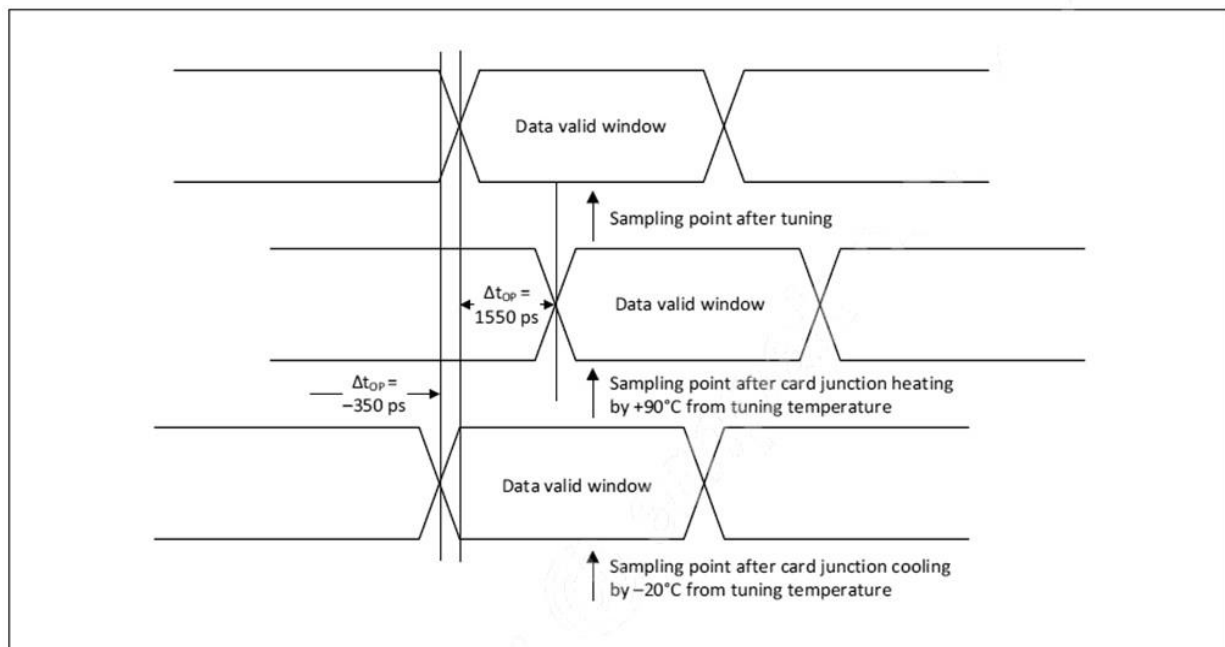 Data valid window
Sampling point after tuning
ΔtOP =
1550 ps
Data valid window
ΔtOP =
−350 ps
Sampling point after card junction heating
by +90°C from tuning temperature
Data valid window
Sampling point after card junction cooling
by −20°C from tuning temperature